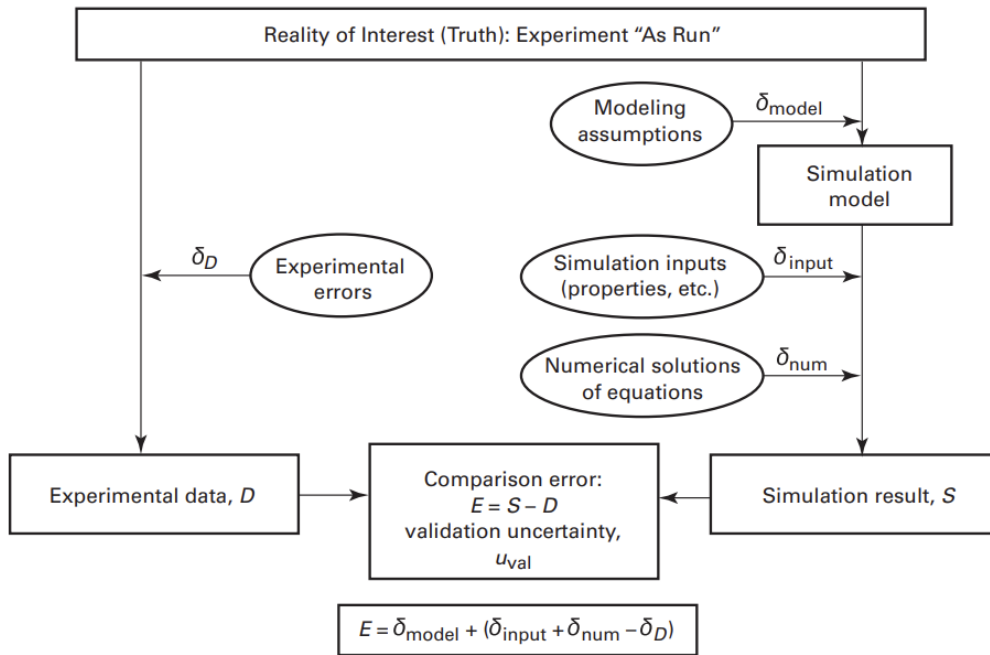 Reality of Interest (Truth): Experiment “As Run”
Modeling
assumptions
δmodel
Simulation
model
δD
Experimental
errors
Simulation inputs
(properties, etc.)
δinput
Numerical solutions
of equations
δnum
Experimental data, D
Comparison error:
E = S – D
validation uncertainty,
uval
Simulation result, S
E = δmodel + (δinput + δnum – δD)